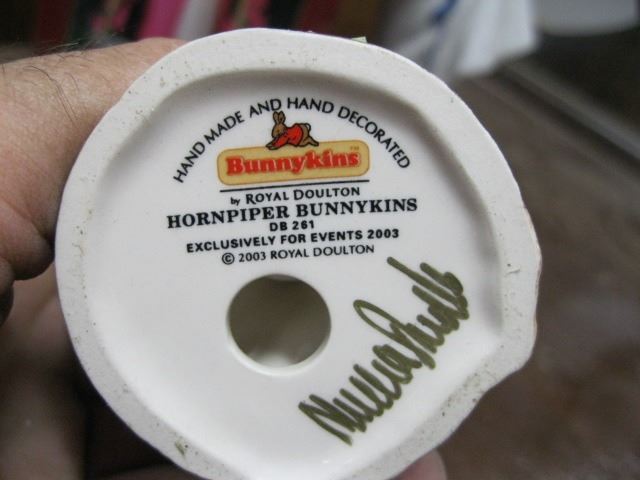 HAND MADE AND HAND DECORATED
Bunnykins™
by ROYAL DOULTON
HORNPIPER BUNNYKINS
DB 261
EXCLUSIVELY FOR EVENTS 2003
© 2003 ROYAL DOULTON